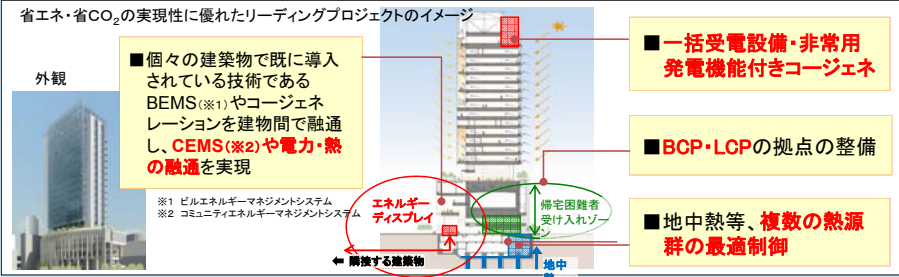 省エネ・省CO2の実現性に優れたリーディングプロジェクトのイメージ
外観
■個々の建築物で既に導入
されている技術である
BEMS(※1)やコージェネ
レーションを建物間で融通
し、CEMS(※2)や電力・熱
の融通を実現
※1 ビルエネルギーマネジメントシステム
※2 コミュニティエネルギーマネジメントシステム
エネルギー
ディスプレイ
← 隣接する建築物
帰宅困難者
受け入れゾー
ン
地中
熱
■一括受電設備・非常用
発電機能付きコージェネ
■BCP・LCPの拠点の整備
■地中熱等、複数の熱源
群の最適制御